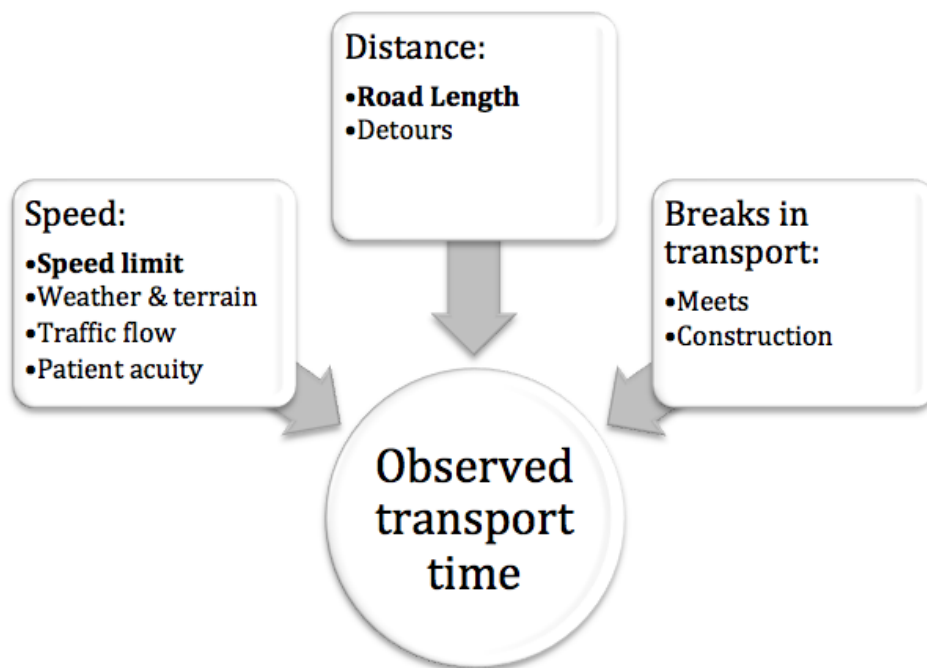 Distance:
•Road Length
•Detours
Speed:
•Speed limit
•Weather & terrain
•Traffic flow
•Patient acuity
Breaks in
transport:
•Meets
•Construction
Observed
transport
time